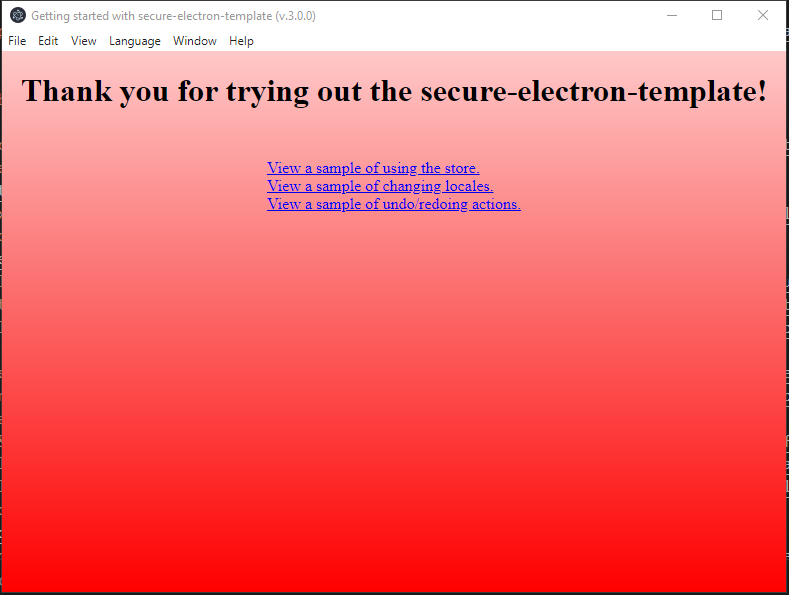 Getting started with secure-electron-template (v.3.0.0)
File Edit View Language Window Help
Thank you for trying out the secure-electron-template!
View a sample of using the store.
View a sample of changing locales.
View a sample of undo/redoing actions.